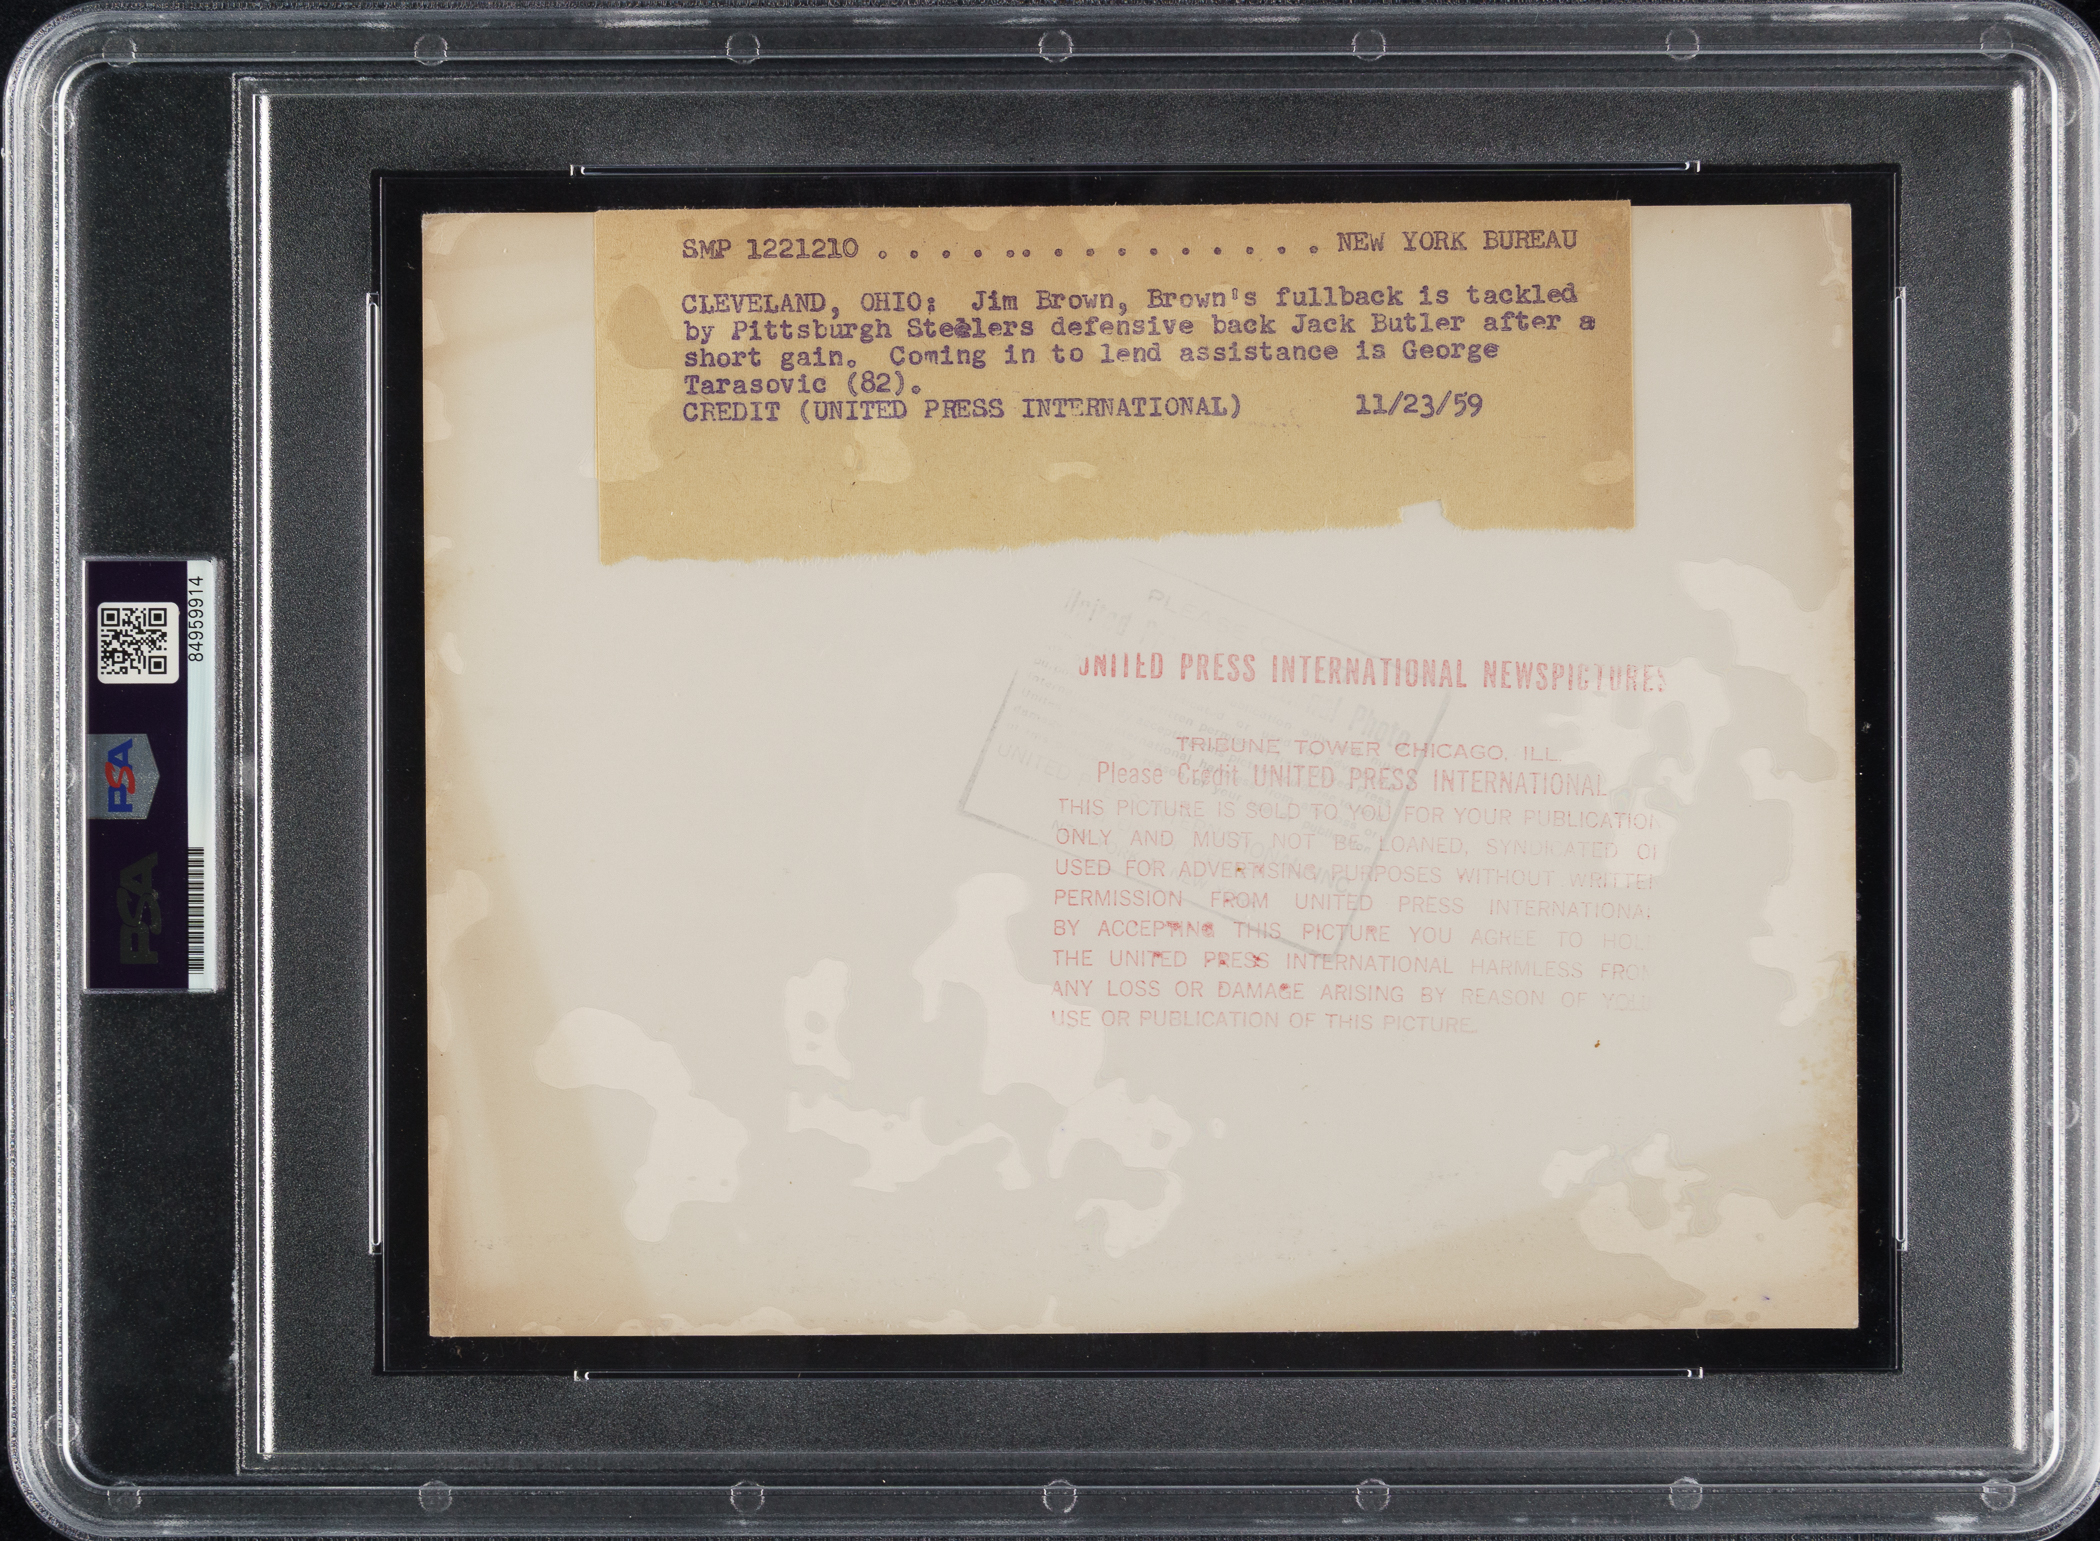 SMP 1221210 . . . . . . . . . . . . . . . . NEW YORK BUREAU
CLEVELAND, OHIO: Jim Brown, Brown's fullback is tackled
by Pittsburgh Steelers defensive back Jack Butler after a
short gain. Coming in to lend assistance is George
Tarasovic (82).
CREDIT (UNITED PRESS INTERNATIONAL) 11/23/59
UNITED PRESS INTERNATIONAL NEWSPICTURES
TRIBUNE TOWER CHICAGO, ILL.
Please Credit UNITED PRESS INTERNATIONAL
THIS PICTURE IS SOLD TO YOU FOR YOUR PUBLICATION
ONLY AND MUST NOT BE LOANED, SYNDICATED OR
USED FOR ADVERTISING PURPOSES WITHOUT WRITTEN
PERMISSION FROM UNITED PRESS INTERNATIONAL
BY ACCEPTING THIS PICTURE YOU AGREE TO HOLD
THE UNITED PRESS INTERNATIONAL HARMLESS FROM
ANY LOSS OR DAMAGE ARISING BY REASON OF YOUR
USE OR PUBLICATION OF THIS PICTURE.
84959914
PSA
PSA